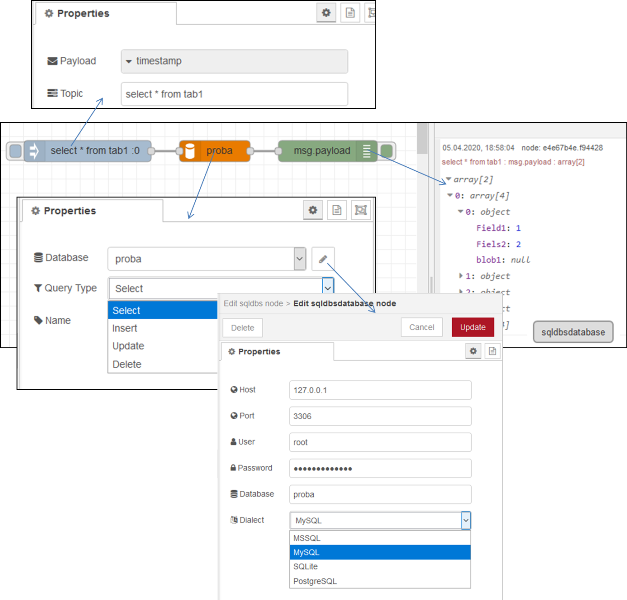 Properties
Payload
timestamp
Topic
select * from tab1
select * from tab1 :0
proba
msg.payload
05.04.2020, 18:58:04 node: e4e67b4e.f94428
select * from tab1 : msg.payload : array[2]
array[2]
0: array[4]
0: object
Field1: 1
Fiels2: 2
blob1: null
1: object
object
sqldbsdatabase
Properties
Database
proba
Query Type
Select
Name
Select
Insert
Update
Delete
Edit sqldbs node > Edit sqldbsdatabase node
Delete
Cancel
Update
Properties
Host
127.0.0.1
Port
3306
User
root
Password
•••••••••••••
Database
proba
Dialect
MySQL
MSSQL
MySQL
SQLite
PostgreSQL